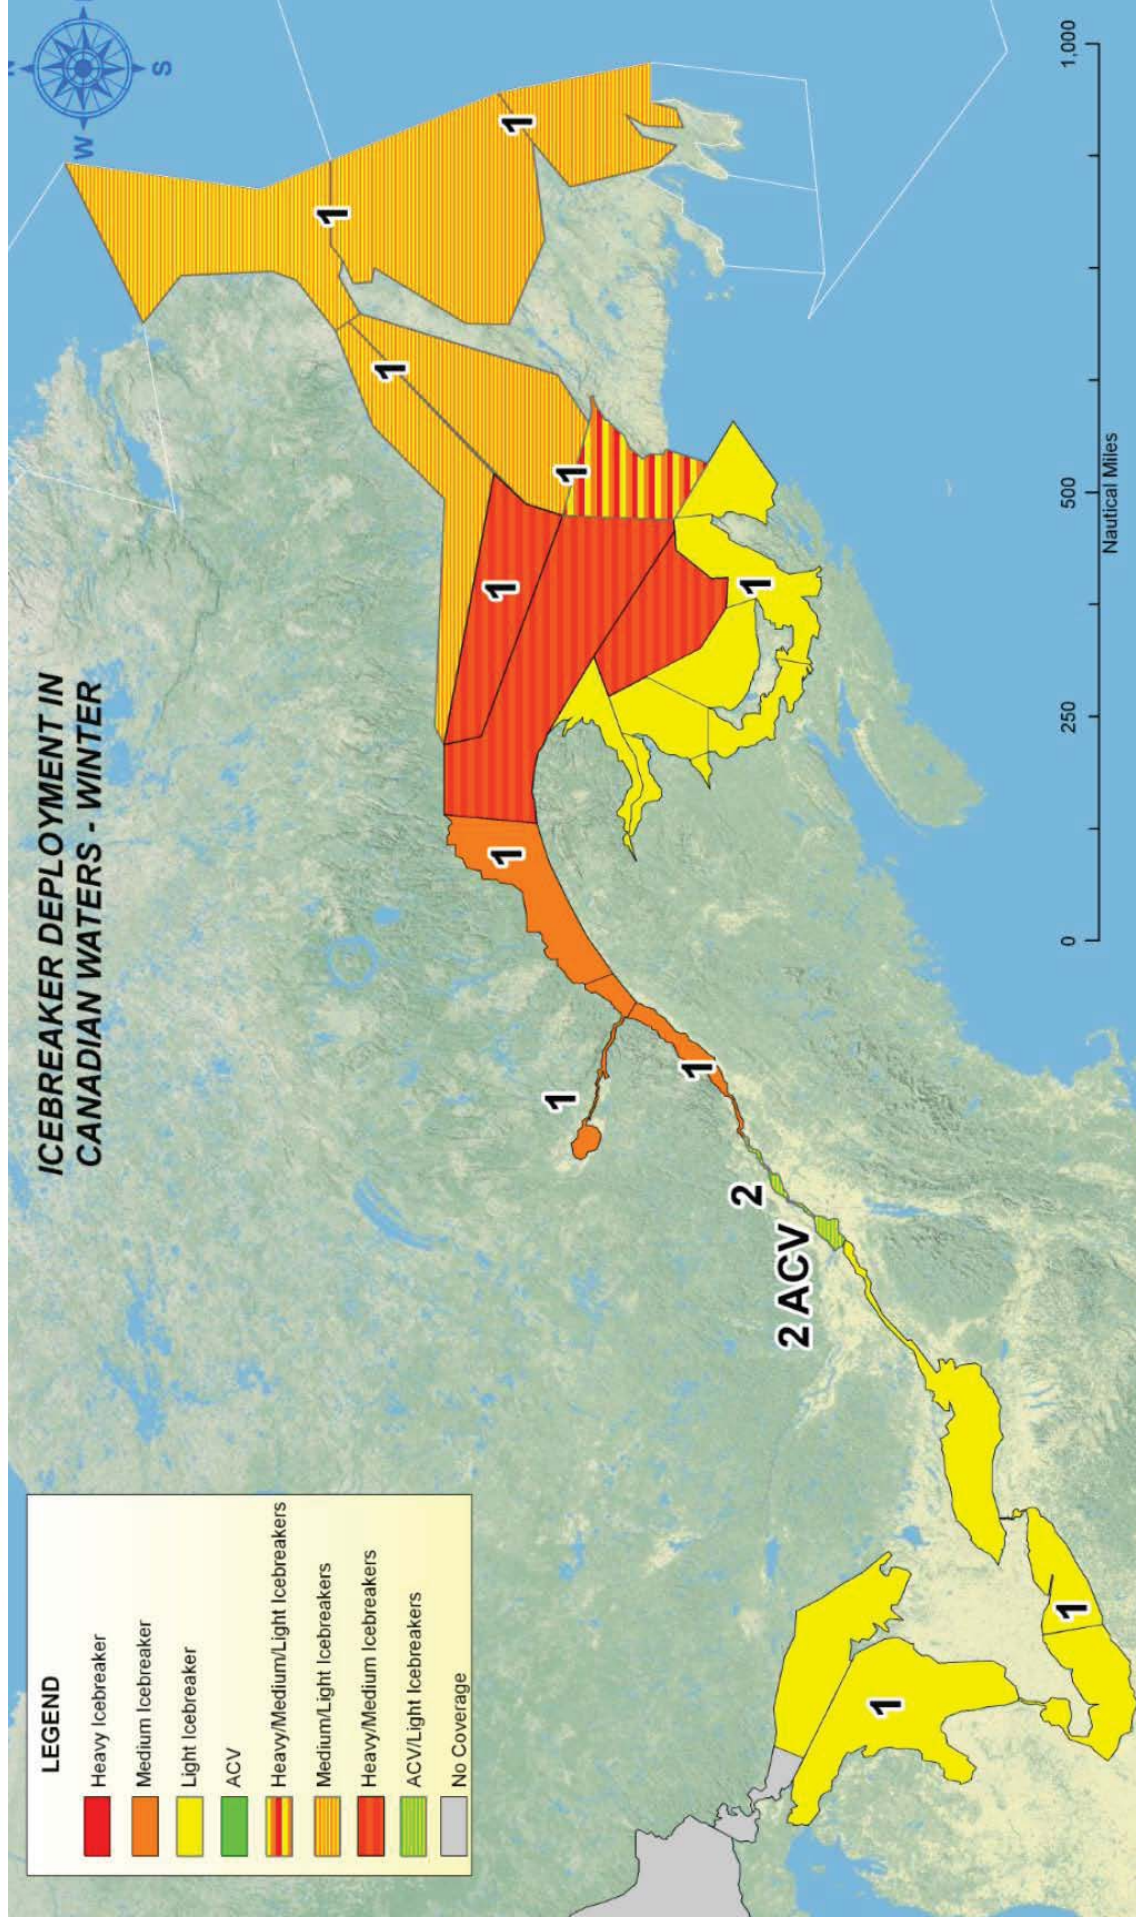 ICEBREAKER DEPLOYMENT IN
CANADIAN WATERS - WINTER
N
W
S
LEGEND
Heavy Icebreaker
Medium Icebreaker
Light Icebreaker
ACV
Heavy/Medium/Light Icebreakers
Medium/Light Icebreakers
Heavy/Medium Icebreakers
ACV/Light Icebreakers
No Coverage
1
1
1
1
1
1
1
1
2
1
2 ACV
1
1
0 250 500 1,000
Nautical Miles